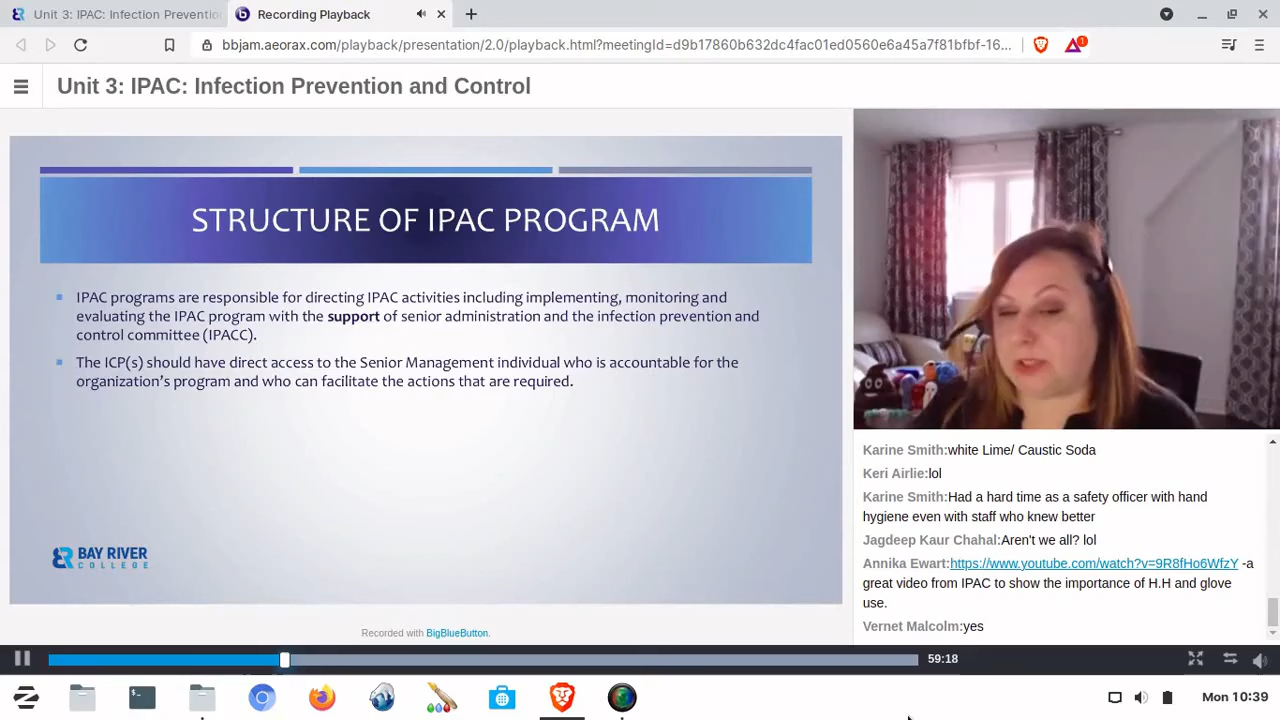 Unit 3: IPAC: Infection Preventio
Recording Playback
bbjam.aeorax.com/playback/presentation/2.0/playback.html?meetingId=d9b17860b632dc4fac01ed0560e6a45a7f81bfbf-16...
1
Unit 3: IPAC: Infection Prevention and Control
STRUCTURE OF IPAC PROGRAM
IPAC programs are responsible for directing IPAC activities including implementing, monitoring and
evaluating the IPAC program with the support of senior administration and the infection prevention and
control committee (IPACC).
The ICP(s) should have direct access to the Senior Management individual who is accountable for the
organization's program and who can facilitate the actions that are required.
BAY RIVER
COLLEGE
Recorded with BigBlueButton.
Karine Smith:white Lime/ Caustic Soda
Keri Airlie:lol
Karine Smith:Had a hard time as a safety officer with hand
hygiene even with staff who knew better
Jagdeep Kaur Chahal:Aren't we all? lol
Annika Ewart:https://www.youtube.com/watch?v=9R8fHo6WfzY -a
great video from IPAC to show the importance of H.H and glove
use.
Vernet Malcolm:yes
59:18
Mon 10:39